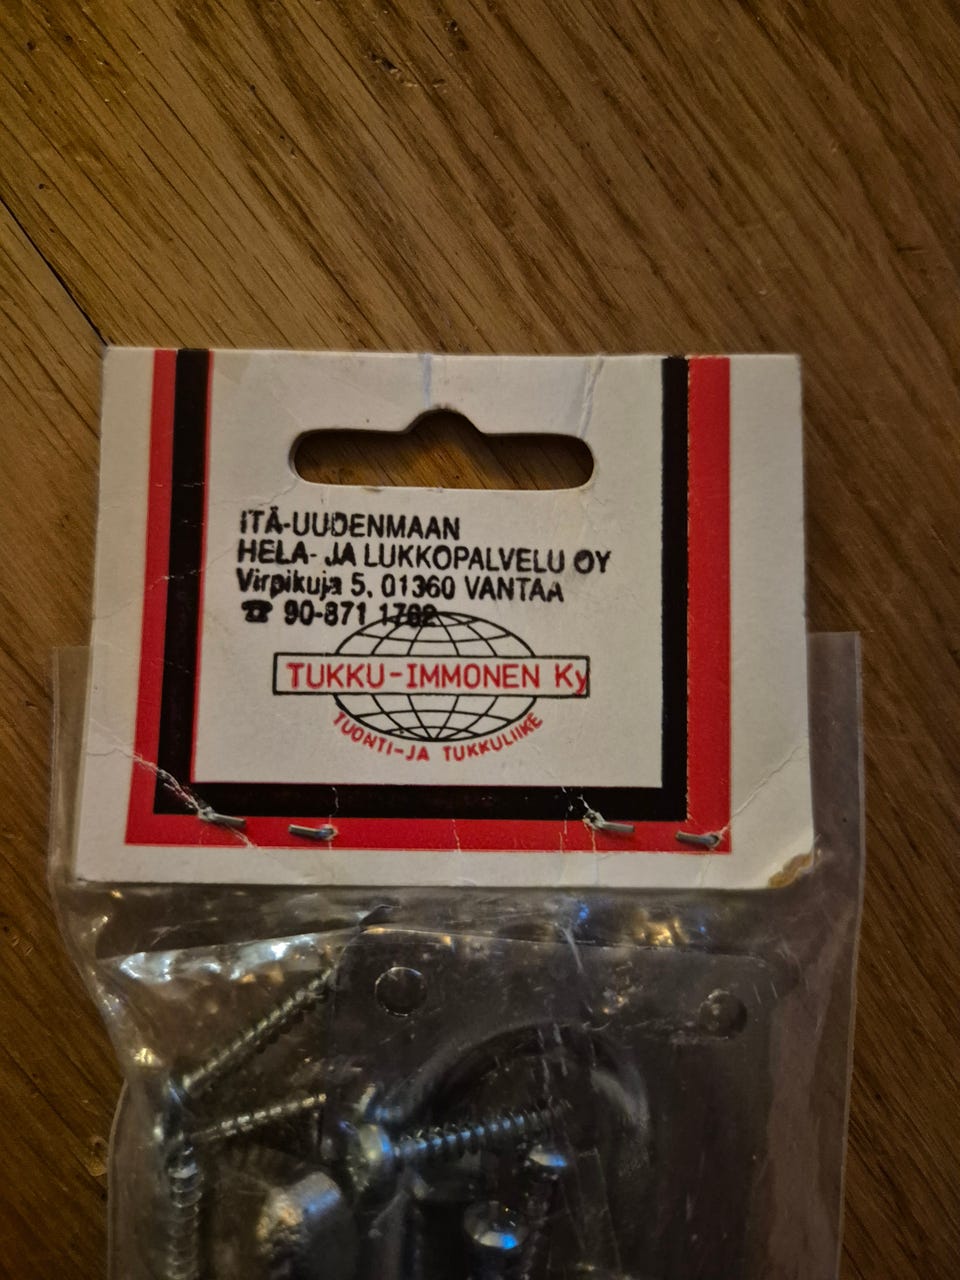 ITÄ-UUDENMAAN
HELA- JA LUKKOPALVELU OY
Virpikuja 5, 01360 VANTAA
☎ 90-871 1702
TUKKU-IMMONEN Ky
TUONTI-JA TUKKULIIKE